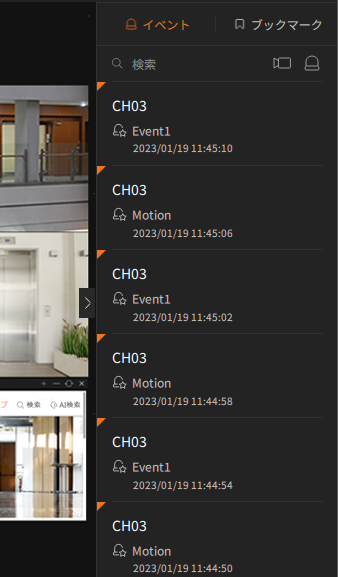 イベント ブックマーク
検索
CH03
Event1
2023/01/19 11:45:10
CH03
Motion
2023/01/19 11:45:06
CH03
Event1
2023/01/19 11:45:02
CH03
Motion
2023/01/19 11:44:58
CH03
Event1
2023/01/19 11:44:54
CH03
Motion
2023/01/19 11:44:50
ブ 検索 AI検索